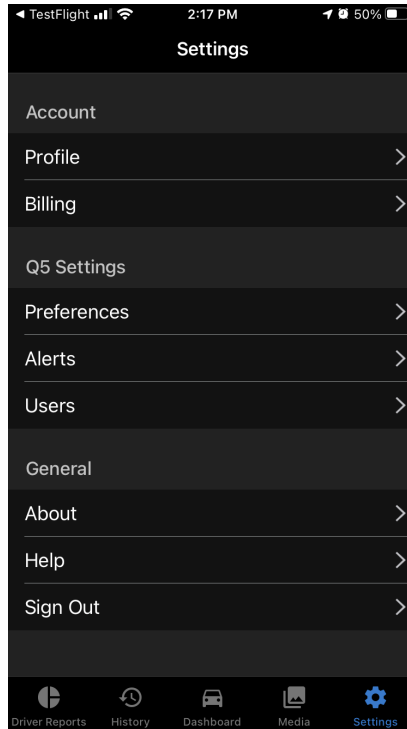 TestFlight
2:17 PM
50%
Settings
Account
Profile
Billing
Q5 Settings
Preferences
Alerts
Users
General
About
Help
Sign Out
Driver Reports
History
Dashboard
Media
Settings